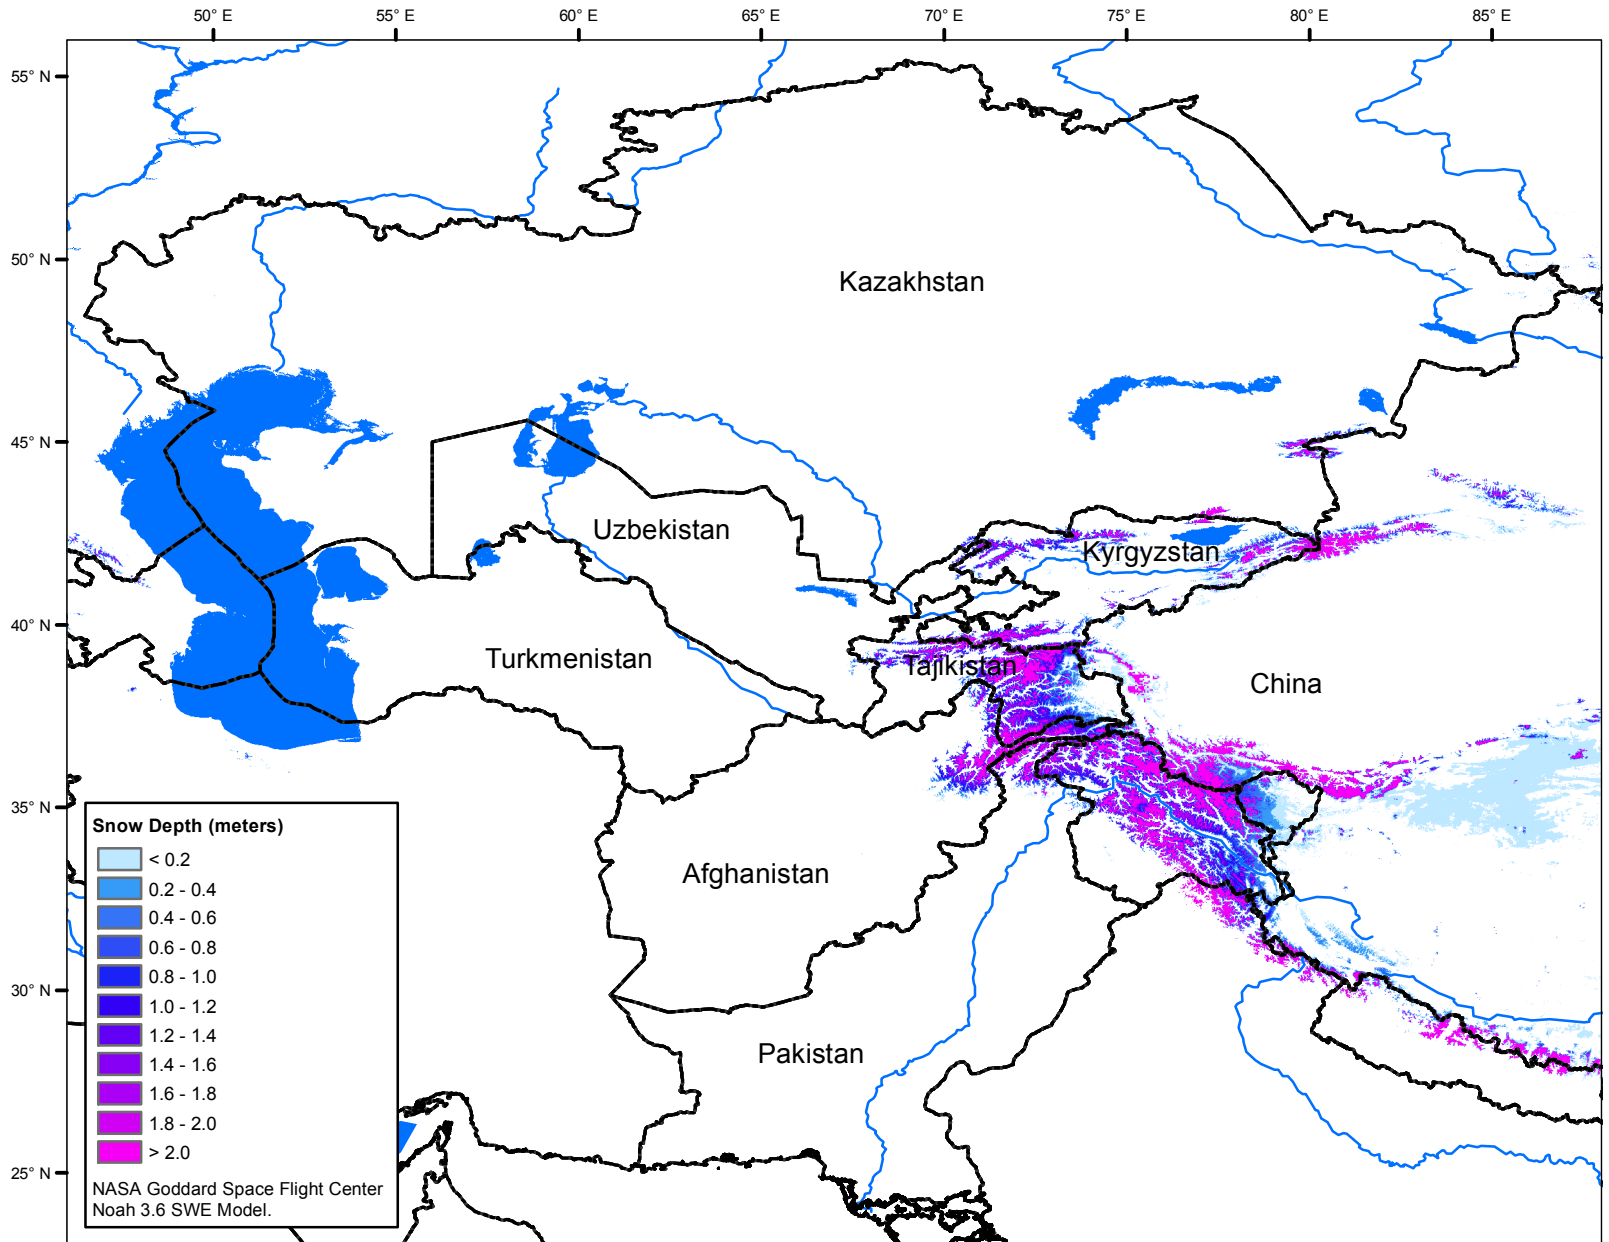 50° E 55° E 60° E 65° E 70° E 75° E 80° E 85° E
55° N
50° N
Kazakhstan
45° N
Uzbekistan
Kyrgyzstan
40° N
Turkmenistan
Tajikistan
China
35° N
Snow Depth (meters)
< 0.2
0.2 - 0.4
0.4 - 0.6
0.6 - 0.8
0.8 - 1.0
1.0 - 1.2
1.2 - 1.4
1.4 - 1.6
1.6 - 1.8
1.8 - 2.0
> 2.0
NASA Goddard Space Flight Center
Noah 3.6 SWE Model.
Afghanistan
30° N
Pakistan
25° N